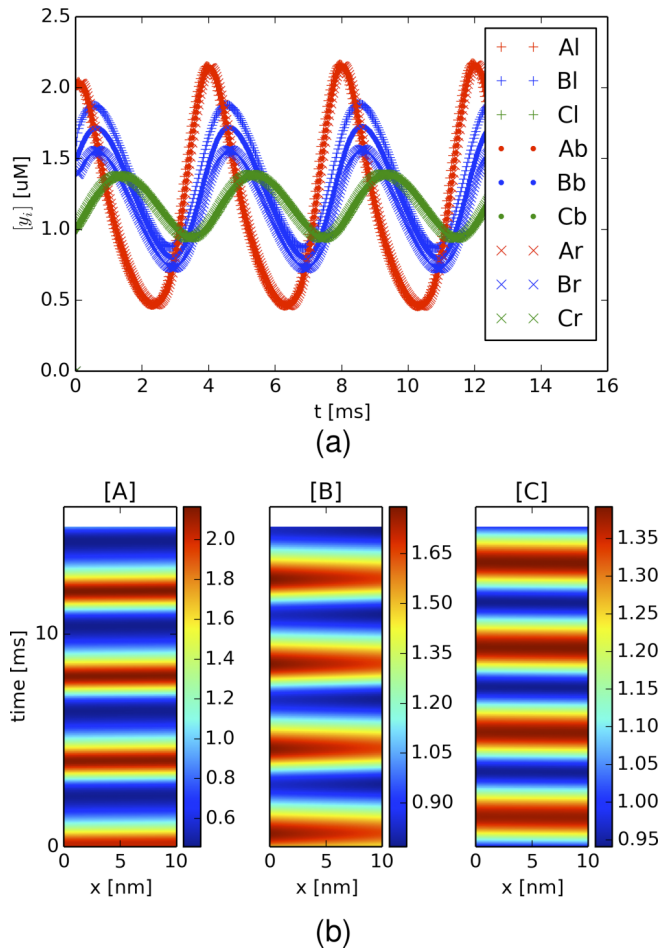 2.5
2.0
1.5
1.0
0.5
0.0
[y_i] [uM]
0 2 4 6 8 10 12 14 16
t [ms]
Al
Bl
Cl
Ab
Bb
Cb
Ar
Br
Cr
(a)
[A] [B] [C]
time [ms]
10
0
0 5 10
x [nm]
2.0
1.8
1.6
1.4
1.2
1.0
0.8
0.6
0 5 10
x [nm]
1.65
1.50
1.35
1.20
1.05
0.90
0 5 10
x [nm]
1.35
1.30
1.25
1.20
1.15
1.10
1.05
1.00
0.95
(b)